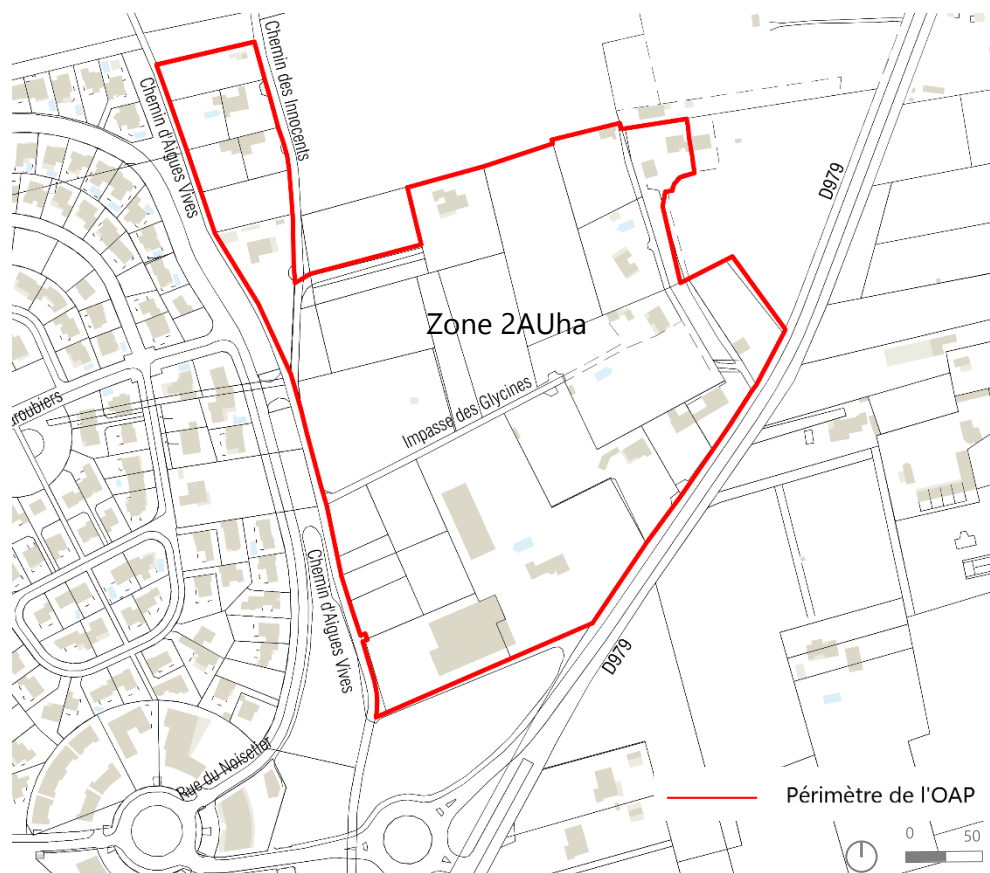 Chemin des Innocents
Chemin d'Aigues Vives
D979
Zone 2AUha
Impasse des Glycines
Chemin d'Aigues Vives
D979
Rue du Noisetier
Périmètre de l'OAP
0 50